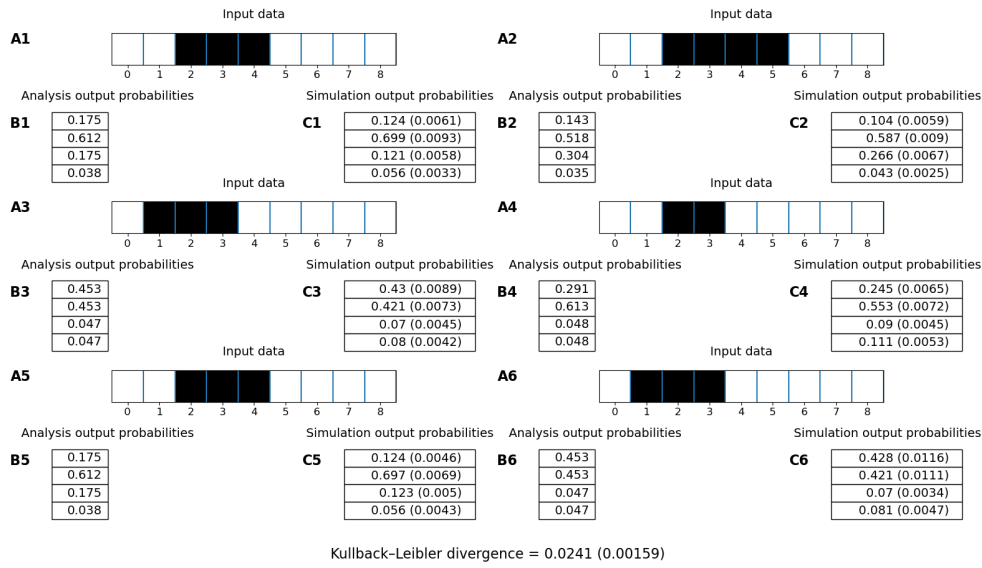 Input data Input data
A1 A2
0 1 2 3 4 5 6 7 8 0 1 2 3 4 5 6 7 8
Analysis output probabilities Simulation output probabilities Analysis output probabilities Simulation output probabilities
B1 0.175 C1 0.124 (0.0061) B2 0.143 C2 0.104 (0.0059)
0.612 0.699 (0.0093) 0.518 0.587 (0.009)
0.175 0.121 (0.0058) 0.304 0.266 (0.0067)
0.038 0.056 (0.0033) 0.035 0.043 (0.0025)
Input data Input data
A3 A4
0 1 2 3 4 5 6 7 8 0 1 2 3 4 5 6 7 8
Analysis output probabilities Simulation output probabilities Analysis output probabilities Simulation output probabilities
B3 0.453 C3 0.43 (0.0089) B4 0.291 C4 0.245 (0.0065)
0.453 0.421 (0.0073) 0.613 0.553 (0.0072)
0.047 0.07 (0.0045) 0.048 0.09 (0.0045)
0.047 0.08 (0.0042) 0.048 0.111 (0.0053)
Input data Input data
A5 A6
0 1 2 3 4 5 6 7 8 0 1 2 3 4 5 6 7 8
Analysis output probabilities Simulation output probabilities Analysis output probabilities Simulation output probabilities
B5 0.175 C5 0.124 (0.0046) B6 0.453 C6 0.428 (0.0116)
0.612 0.697 (0.0069) 0.453 0.421 (0.0111)
0.175 0.123 (0.005) 0.047 0.07 (0.0034)
0.038 0.056 (0.0043) 0.047 0.081 (0.0047)
Kullback–Leibler divergence = 0.0241 (0.00159)